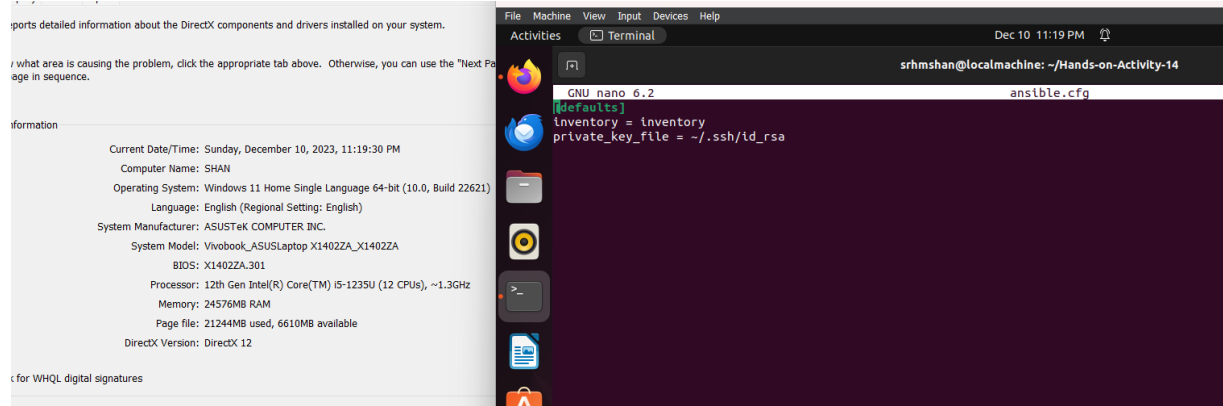 eports detailed information about the DirectX components and drivers installed on your system.
what area is causing the problem, click the appropriate tab above. Otherwise, you can use the "Next Pa
age in sequence.
nformation
Current Date/Time: Sunday, December 10, 2023, 11:19:30 PM
Computer Name: SHAN
Operating System: Windows 11 Home Single Language 64-bit (10.0, Build 22621)
Language: English (Regional Setting: English)
System Manufacturer: ASUSTeK COMPUTER INC.
System Model: Vivobook_ASUSLaptop X1402ZA_X1402ZA
BIOS: X1402ZA.301
Processor: 12th Gen Intel(R) Core(TM) i5-1235U (12 CPUs), ~1.3GHz
Memory: 24576MB RAM
Page file: 21244MB used, 6610MB available
DirectX Version: DirectX 12
for WHQL digital signatures
File Machine View Input Devices Help
Activities Terminal Dec 10 11:19 PM
srhmshan@localmachine: ~/Hands-on-Activity-14
GNU nano 6.2 ansible.cfg
[defaults]
inventory = inventory
private_key_file = ~/.ssh/id_rsa